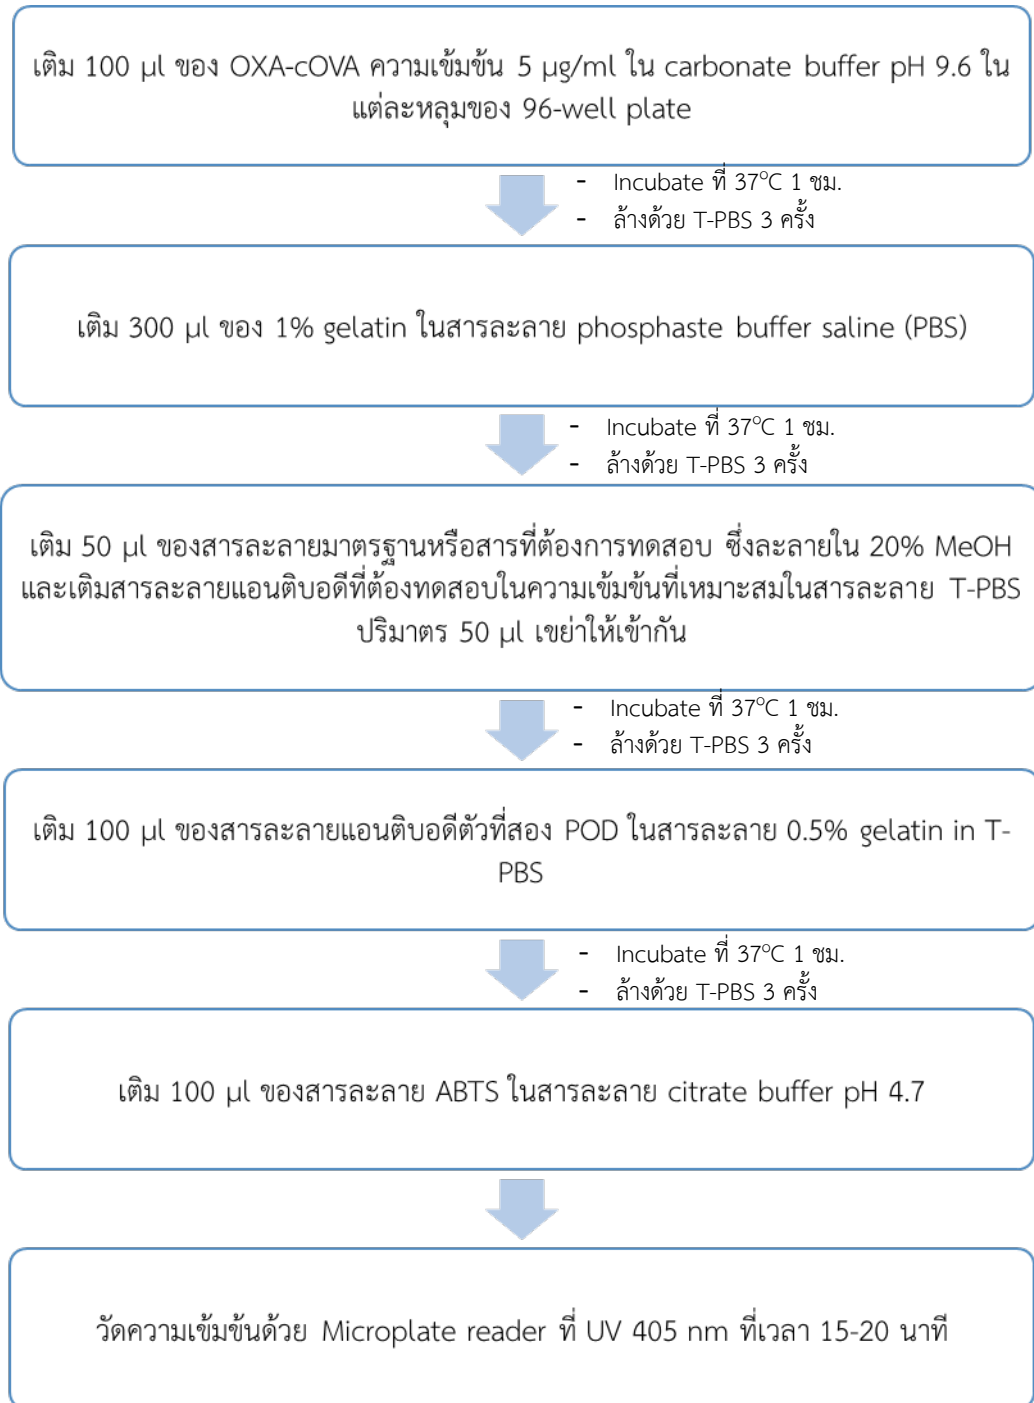 เติม 100 µl ของ OXA-cOVA ความเข้มข้น 5 µg/ml ใน carbonate buffer pH 9.6 ใน
แต่ละหลุมของ 96-well plate
- Incubate ที่ 37°C 1 ชม.
- ล้างด้วย T-PBS 3 ครั้ง
เติม 300 µl ของ 1% gelatin ในสารละลาย phosphaste buffer saline (PBS)
- Incubate ที่ 37°C 1 ชม.
- ล้างด้วย T-PBS 3 ครั้ง
เติม 50 µl ของสารละลายมาตรฐานหรือสารที่ต้องการทดสอบ ซึ่งละลายใน 20% MeOH
และเติมสารละลายแอนติบอดีที่ต้องทดสอบในความเข้มข้นที่เหมาะสมในสารละลาย T-PBS
ปริมาตร 50 µl เขย่าให้เข้ากัน
- Incubate ที่ 37°C 1 ชม.
- ล้างด้วย T-PBS 3 ครั้ง
เติม 100 µl ของสารละลายแอนติบอดีตัวที่สอง POD ในสารละลาย 0.5% gelatin in T-
PBS
- Incubate ที่ 37°C 1 ชม.
- ล้างด้วย T-PBS 3 ครั้ง
เติม 100 µl ของสารละลาย ABTS ในสารละลาย citrate buffer pH 4.7
วัดความเข้มข้นด้วย Microplate reader ที่ UV 405 nm ที่เวลา 15-20 นาที